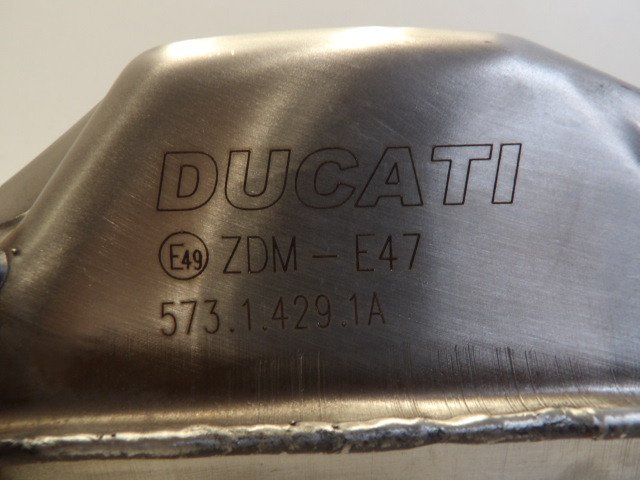 DUCATI
E49 ZDM - E47
573.1.429.1A